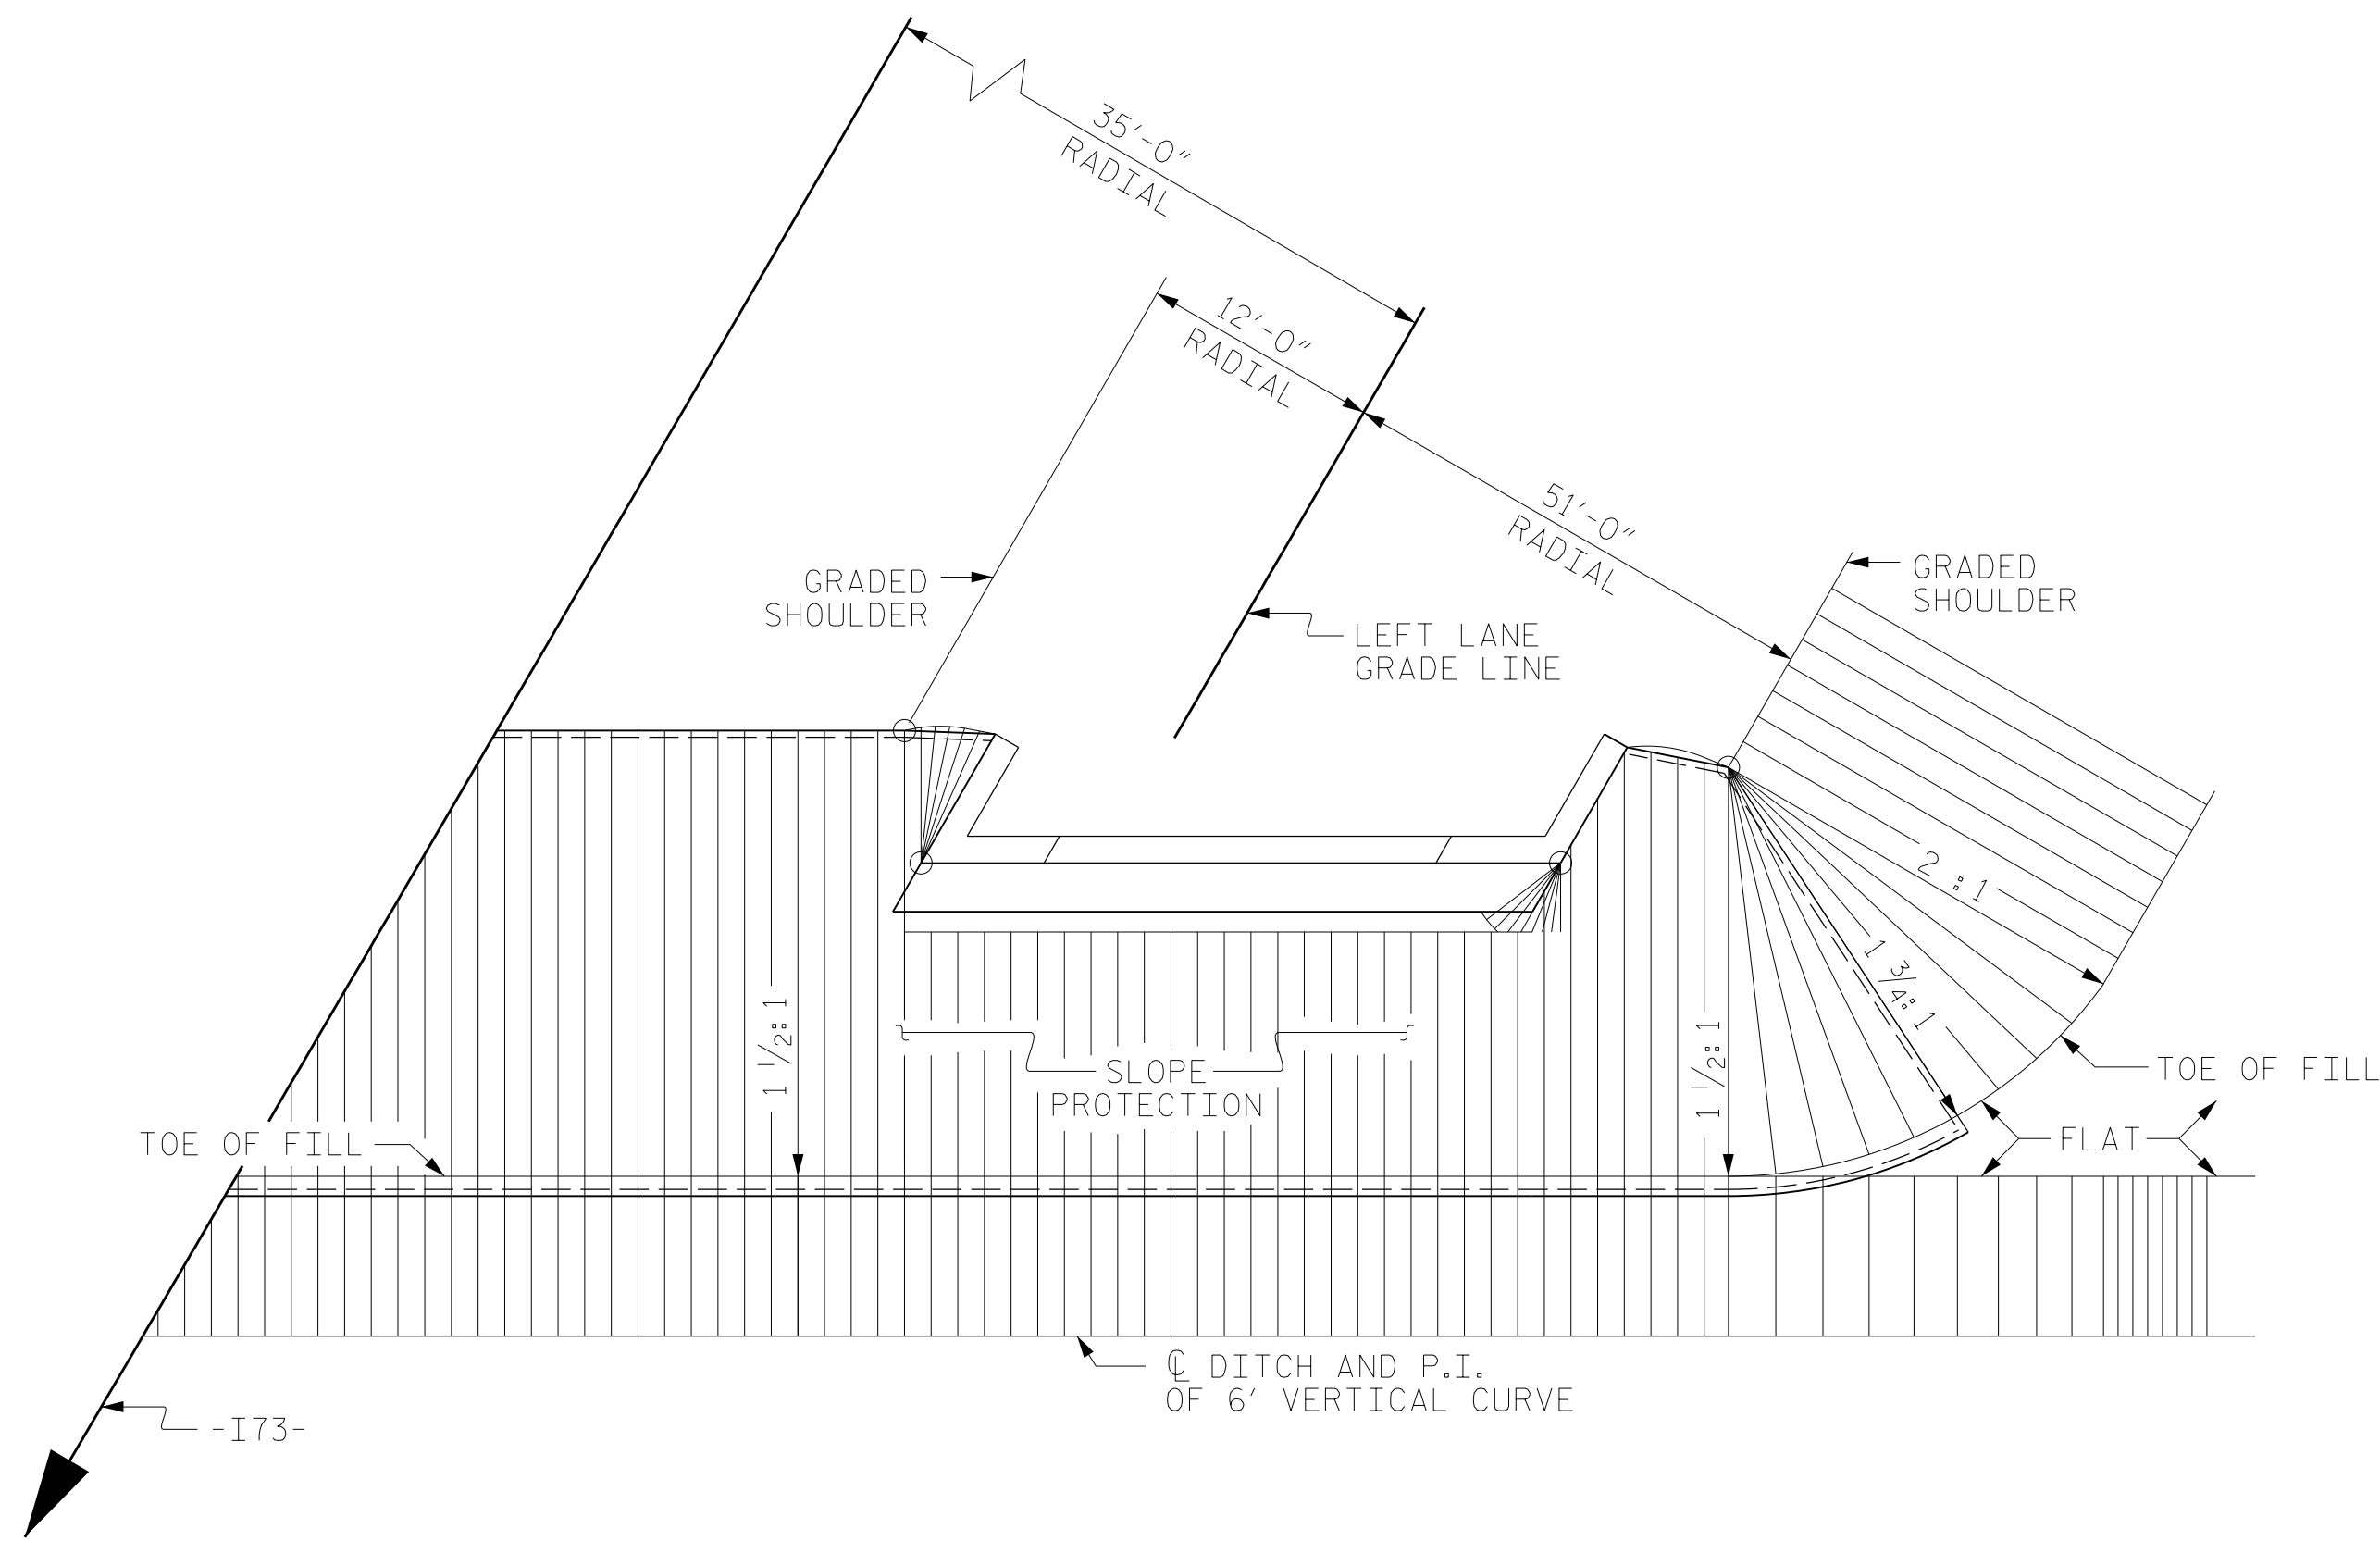 35'-0"
RADIAL
12'-0"
RADIAL
51'-0"
RADIAL
GRADED
SHOULDER
GRADED
SHOULDER
LEFT LANE
GRADE LINE
2:1
1 3/4:1
1 1/2:1
1 1/2:1
SLOPE
PROTECTION
TOE OF FILL
TOE OF FILL
FLAT
℄ DITCH AND P.I.
OF 6' VERTICAL CURVE
-I73-